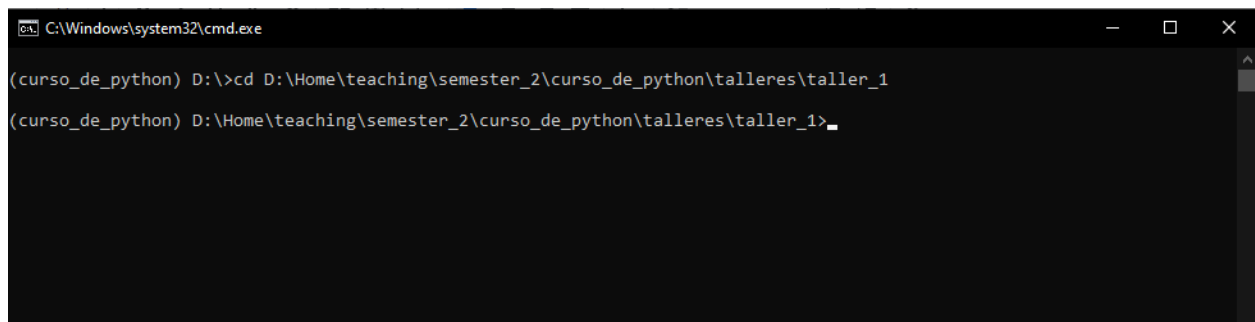 C:\Windows\system32\cmd.exe
(curso_de_python) D:\>cd D:\Home\teaching\semester_2\curso_de_python\talleres\taller_1
(curso_de_python) D:\Home\teaching\semester_2\curso_de_python\talleres\taller_1>